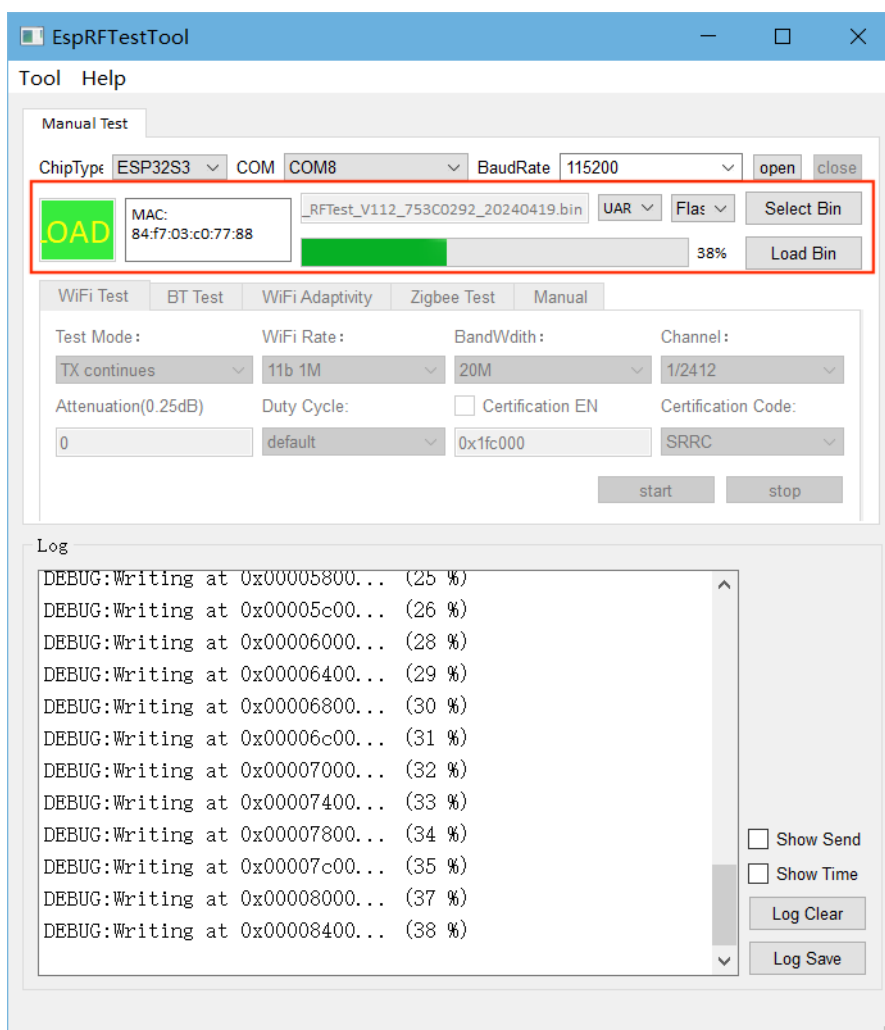 EspRFTestTool
Tool Help
Manual Test
ChipType ESP32S3 COM COM8 BaudRate 115200 open close
LOAD
MAC:
84:f7:03:c0:77:88
_RFTest_V112_753C0292_20240419.bin UAR Flas Select Bin
38% Load Bin
WiFi Test BT Test WiFi Adaptivity Zigbee Test Manual
Test Mode: WiFi Rate: BandWdith: Channel:
TX continues 11b 1M 20M 1/2412
Attenuation(0.25dB) Duty Cycle: Certification EN Certification Code:
0 default 0x1fc000 SRRC
start stop
Log
DEBUG:Writing at 0x00005800... (25 %)
DEBUG:Writing at 0x00005c00... (26 %)
DEBUG:Writing at 0x00006000... (28 %)
DEBUG:Writing at 0x00006400... (29 %)
DEBUG:Writing at 0x00006800... (30 %)
DEBUG:Writing at 0x00006c00... (31 %)
DEBUG:Writing at 0x00007000... (32 %)
DEBUG:Writing at 0x00007400... (33 %)
DEBUG:Writing at 0x00007800... (34 %)
DEBUG:Writing at 0x00007c00... (35 %)
DEBUG:Writing at 0x00008000... (37 %)
DEBUG:Writing at 0x00008400... (38 %)
Show Send
Show Time
Log Clear
Log Save